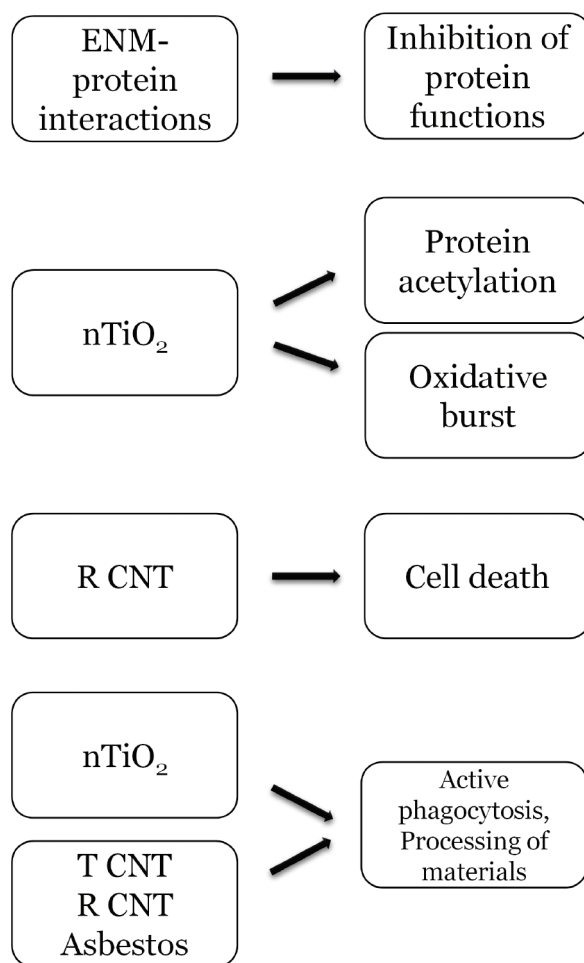 ENM-
protein
interactions
Inhibition of
protein
functions
nTiO₂
Protein
acetylation
Oxidative
burst
R CNT
Cell death
nTiO₂
T CNT
R CNT
Asbestos
Active
phagocytosis,
Processing of
materials